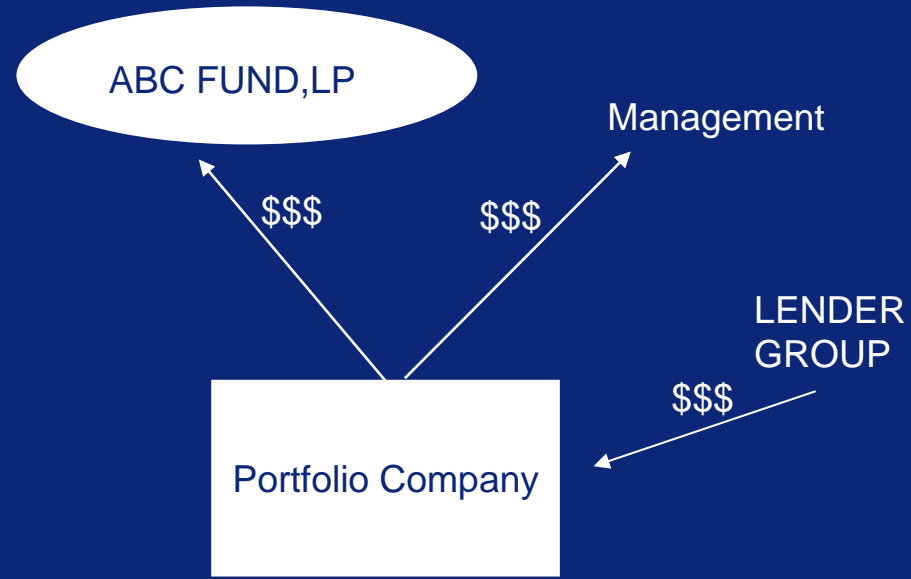 ABC FUND,LP
Management
$$$
$$$
LENDER
GROUP
$$$
Portfolio Company